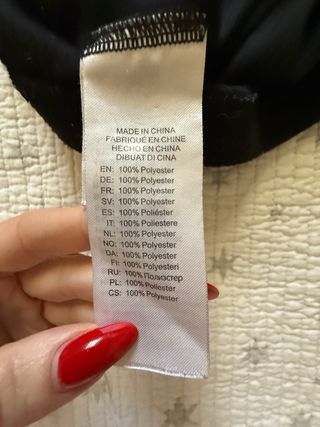 MADE IN CHINA
FABRIQUÉ EN CHINE
HECHO EN CHINA
DIBUAT DI CINA
EN: 100% Polyester
DE: 100% Polyester
FR: 100% Polyester
SV: 100% Polyester
ES: 100% Poliéster
IT: 100% Poliestere
NL: 100% Polyester
NO: 100% Polyester
DA: 100% Polyester
FI: 100% Polyesteri
RU: 100% Полиэстер
PL: 100% Poliester
CS: 100% Polyester